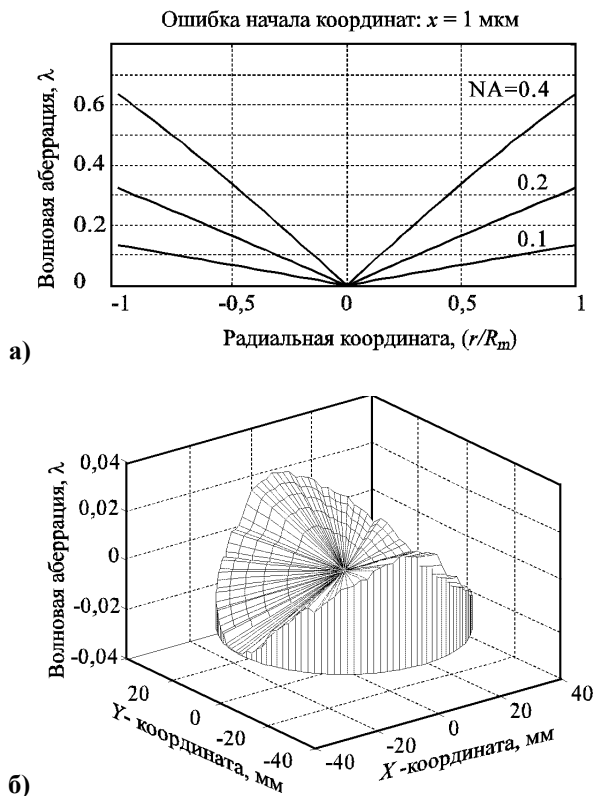 Ошибка начала координат: x = 1 мкм
Волновая аберрация, λ
0.6
0.4
0.2
0
NA=0.4
0.2
0.1
-1
-0,5
0
0,5
1
Радиальная координата, (r/Rm)
а)
Волновая аберрация, λ
0,04
0,02
0
-0,02
-0,04
20
0
-20
-40
Y- координата, мм
-40
-20
0
20
40
X -координата, мм
б)